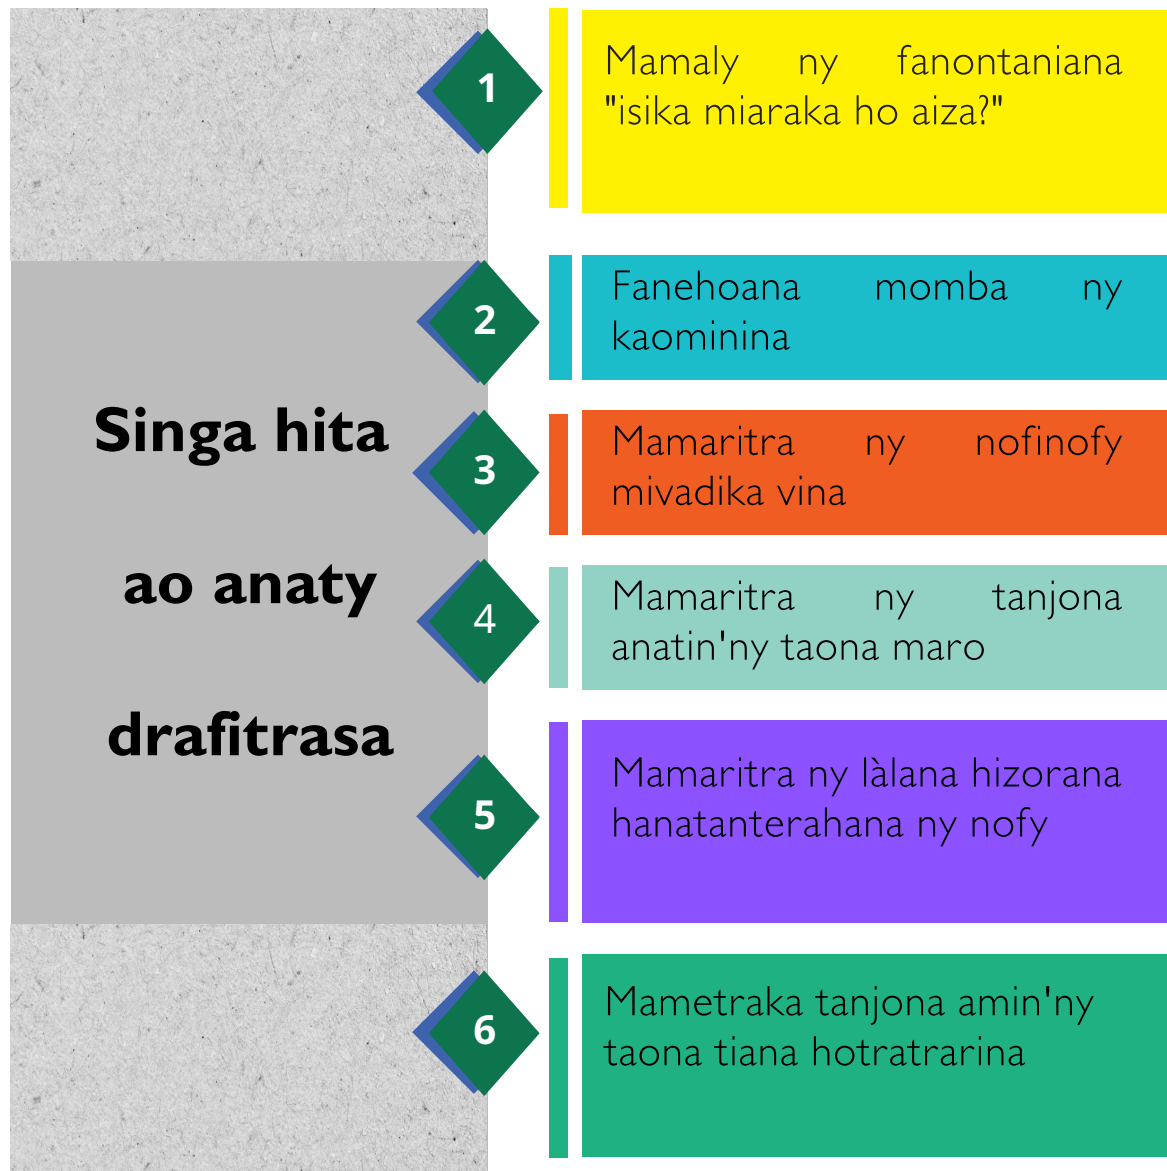 Singa hita
ao anaty
drafitrasa
1
Mamaly ny fanontaniana
"isika miaraka ho aiza?"
2
Fanehoana momba ny
kaominina
3
Mamaritra ny nofinofy
mivadika vina
4
Mamaritra ny tanjona
anatin'ny taona maro
5
Mamaritra ny làlana hizorana
hanatanterahana ny nofy
6
Mametraka tanjona amin'ny
taona tiana hotratrarina